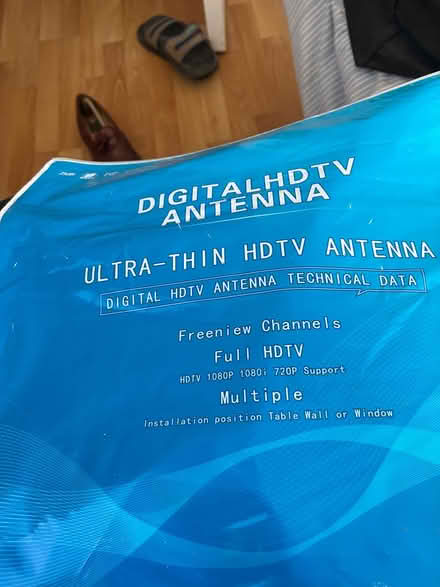 DIGITALHDTV
ANTENNA
ULTRA-THIN HDTV ANTENNA
DIGITAL HDTV ANTENNA TECHNICAL DATA
Freeniew Channels
Full HDTV
HDTV 1080P 1080i 720P Support
Multiple
Installation position Table Wall or Window